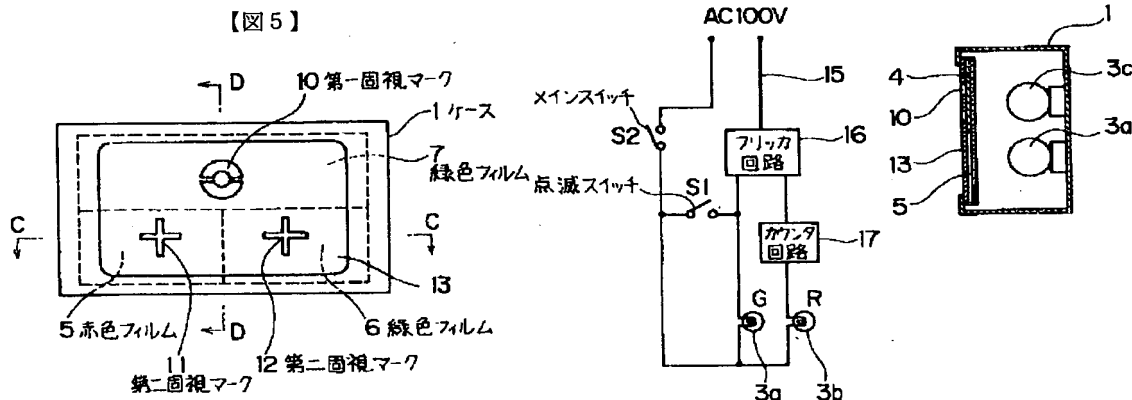 【図5】
D
10 第一固視マーク
1 ケース
7
緑色フィルム
C
C
13
5 赤色フィルム
D
6 緑色フィルム
11
第二固視マーク
12 第二固視マーク
AC100V
15
メインスイッチ
S2
フリッカ
回路
16
点滅スイッチ
S1
カウンタ
回路
17
G
R
3a
3b
1
4
3c
10
3a
13
5